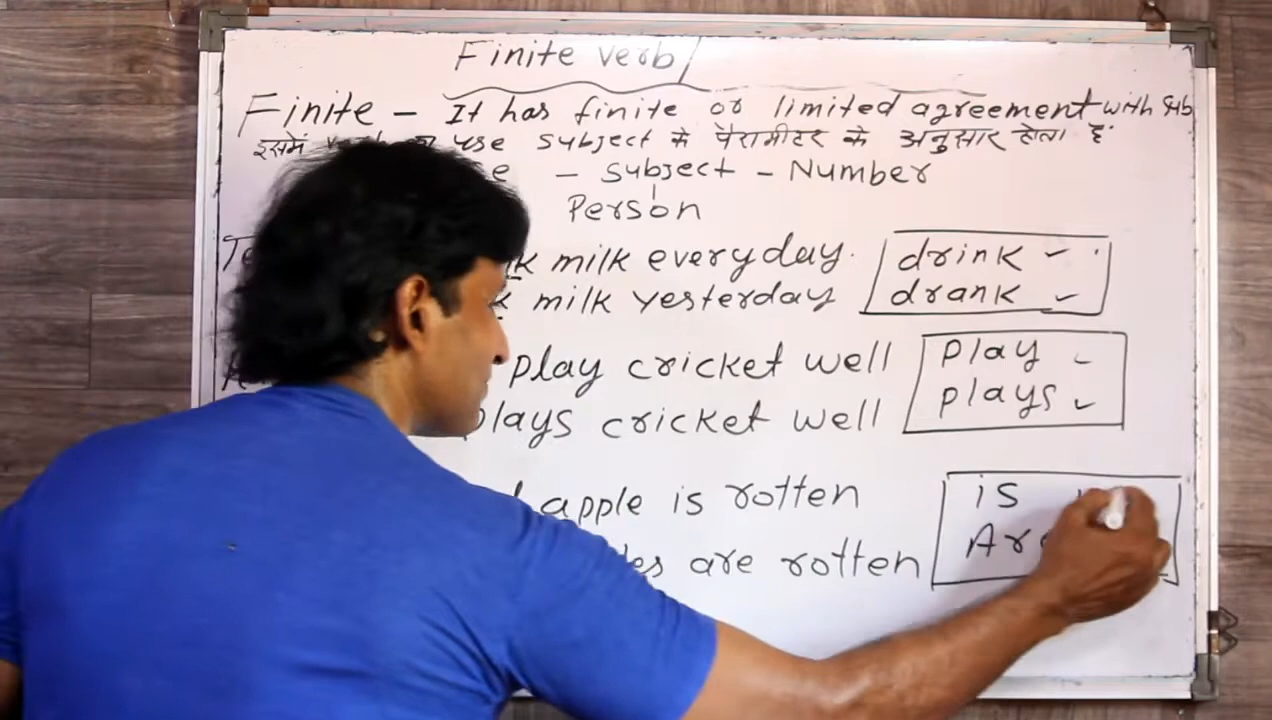 Finite verb
Finite – It has finite or limited agreement with Sub
इसमें use subject के पैरामीटर के अनुसार होता है.
– Subject – Number
Person
milk everyday.
drink
milk yesterday
drank
play cricket well
Play
plays cricket well
plays
apple is rotten
is
are rotten